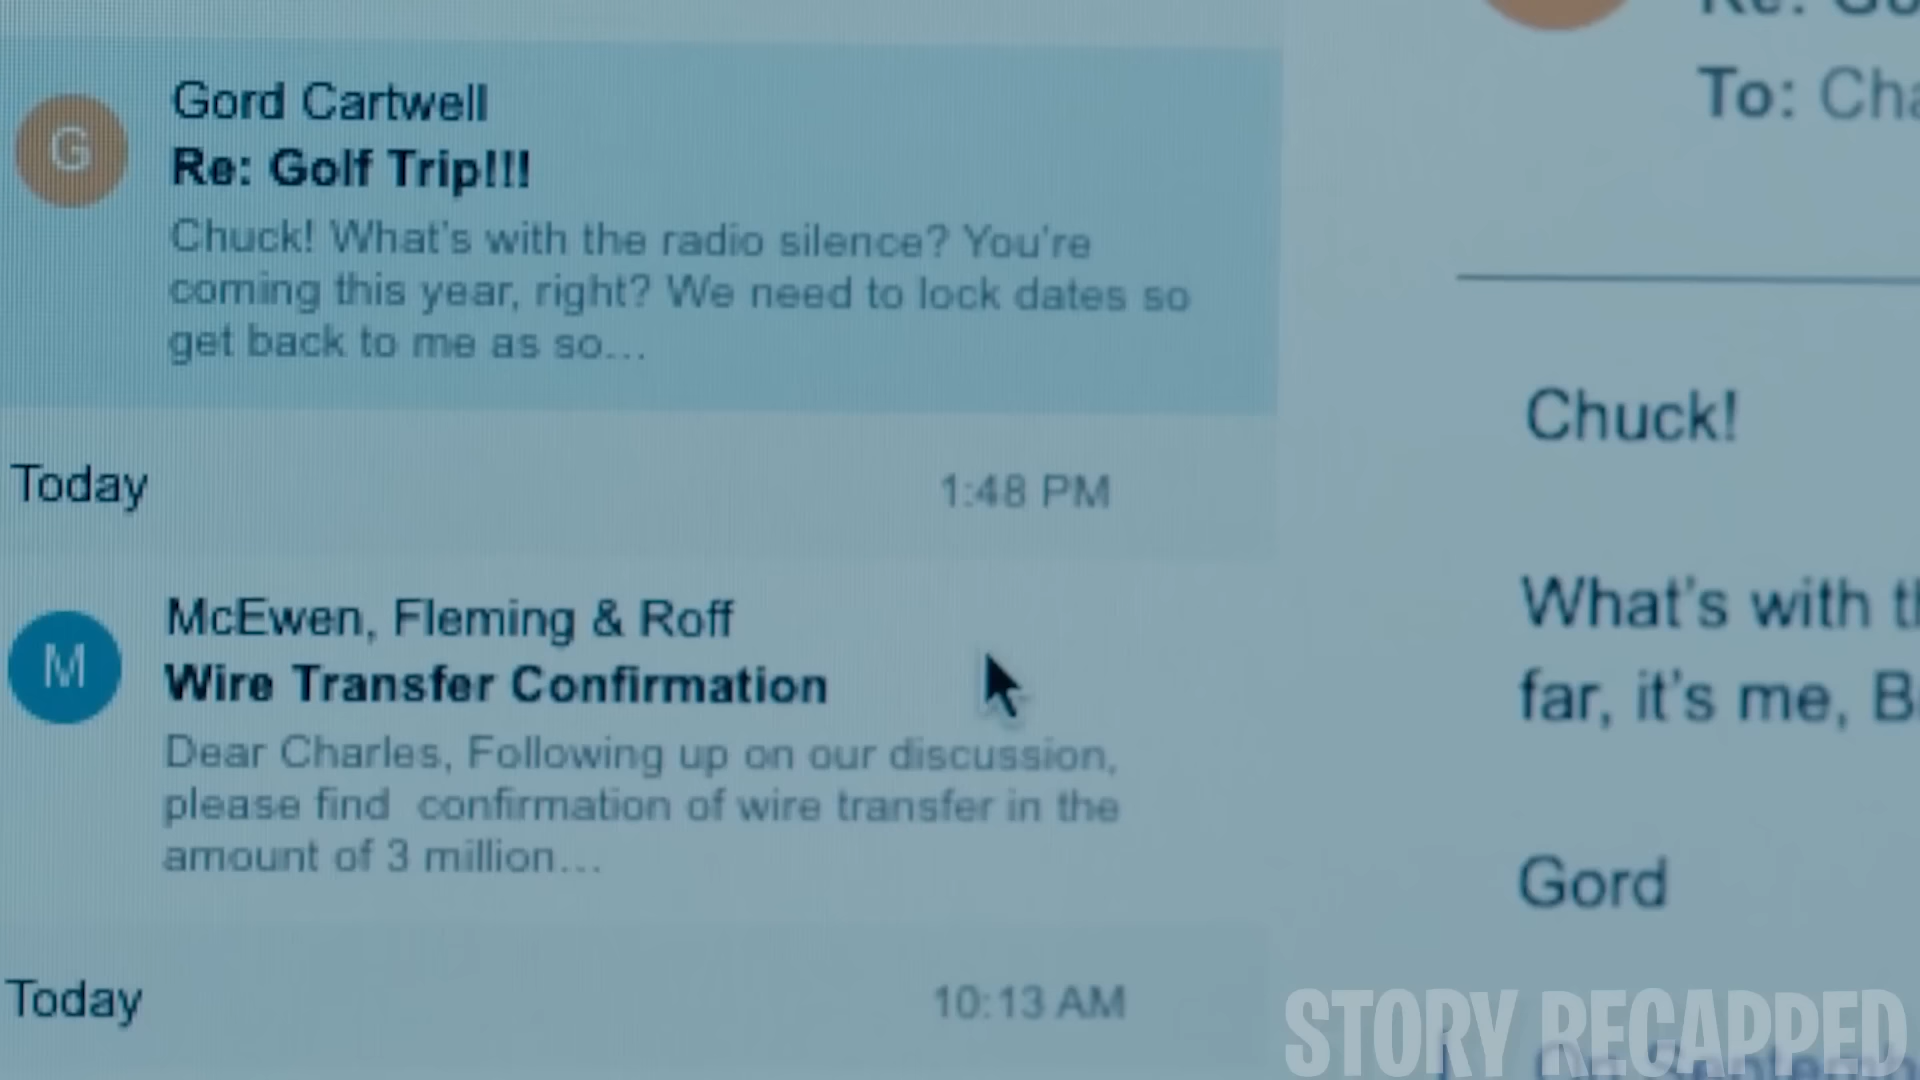 G
Gord Cartwell
Re: Golf Trip!!!
Chuck! What's with the radio silence? You're
coming this year, right? We need to lock dates so
get back to me as so...
Today
1:48 PM
M
McEwen, Fleming & Roff
Wire Transfer Confirmation
Dear Charles, Following up on our discussion,
please find confirmation of wire transfer in the
amount of 3 million...
Today
10:13 AM
Re:
To:
Chuck!
What's with
far, it's me,
Gord
On
STORY RECAPPED